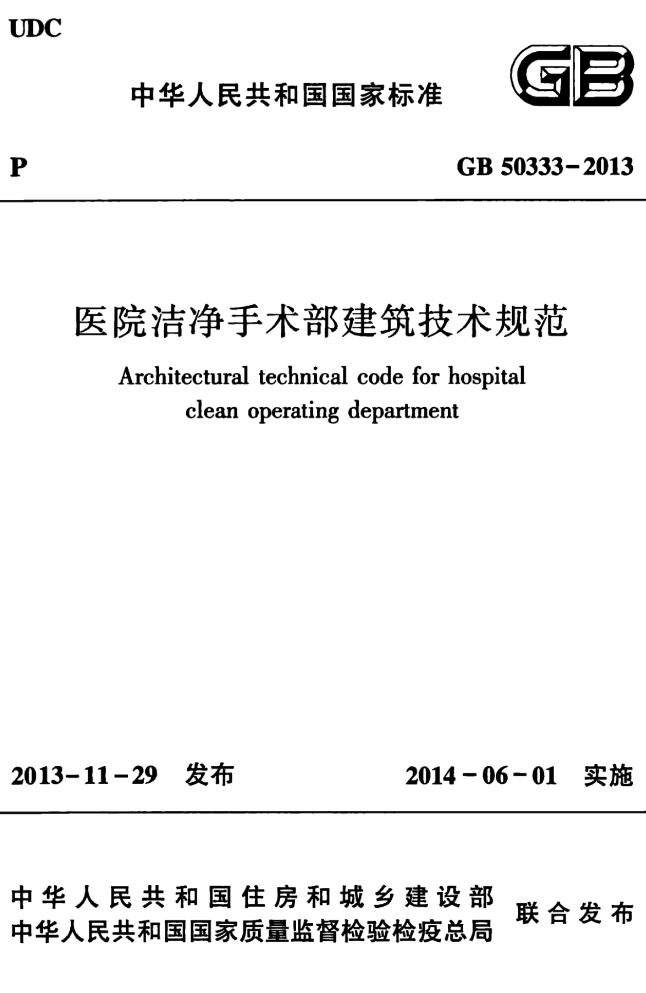 UDC
中华人民共和国国家标准
GB
P
GB 50333-2013
医院洁净手术部建筑技术规范
Architectural technical code for hospital
clean operating department
2013-11-29 发布
2014-06-01 实施
中华人民共和国住房和城乡建设部
中华人民共和国国家质量监督检验检疫总局
联合发布